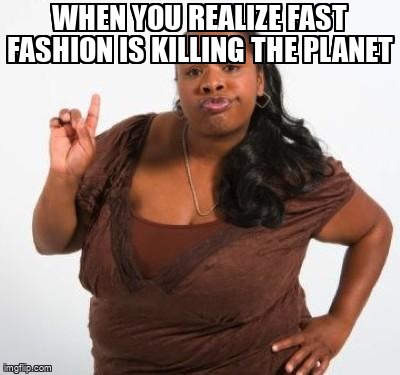 WHEN YOU REALIZE FAST
FASHION IS KILLING THE PLANET
imgflip.com